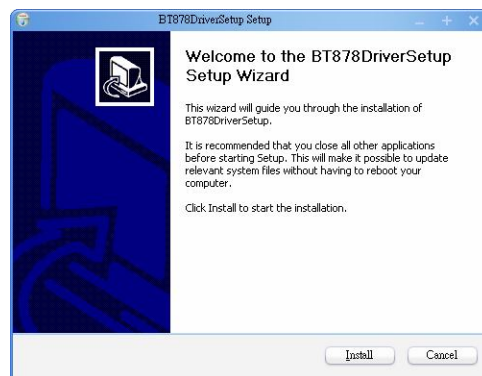 BT878DriverSetup Setup
Welcome to the BT878DriverSetup
Setup Wizard
This wizard will guide you through the installation of
BT878DriverSetup.
It is recommended that you close all other applications
before starting Setup. This will make it possible to update
relevant system files without having to reboot your
computer.
Click Install to start the installation.
Install
Cancel